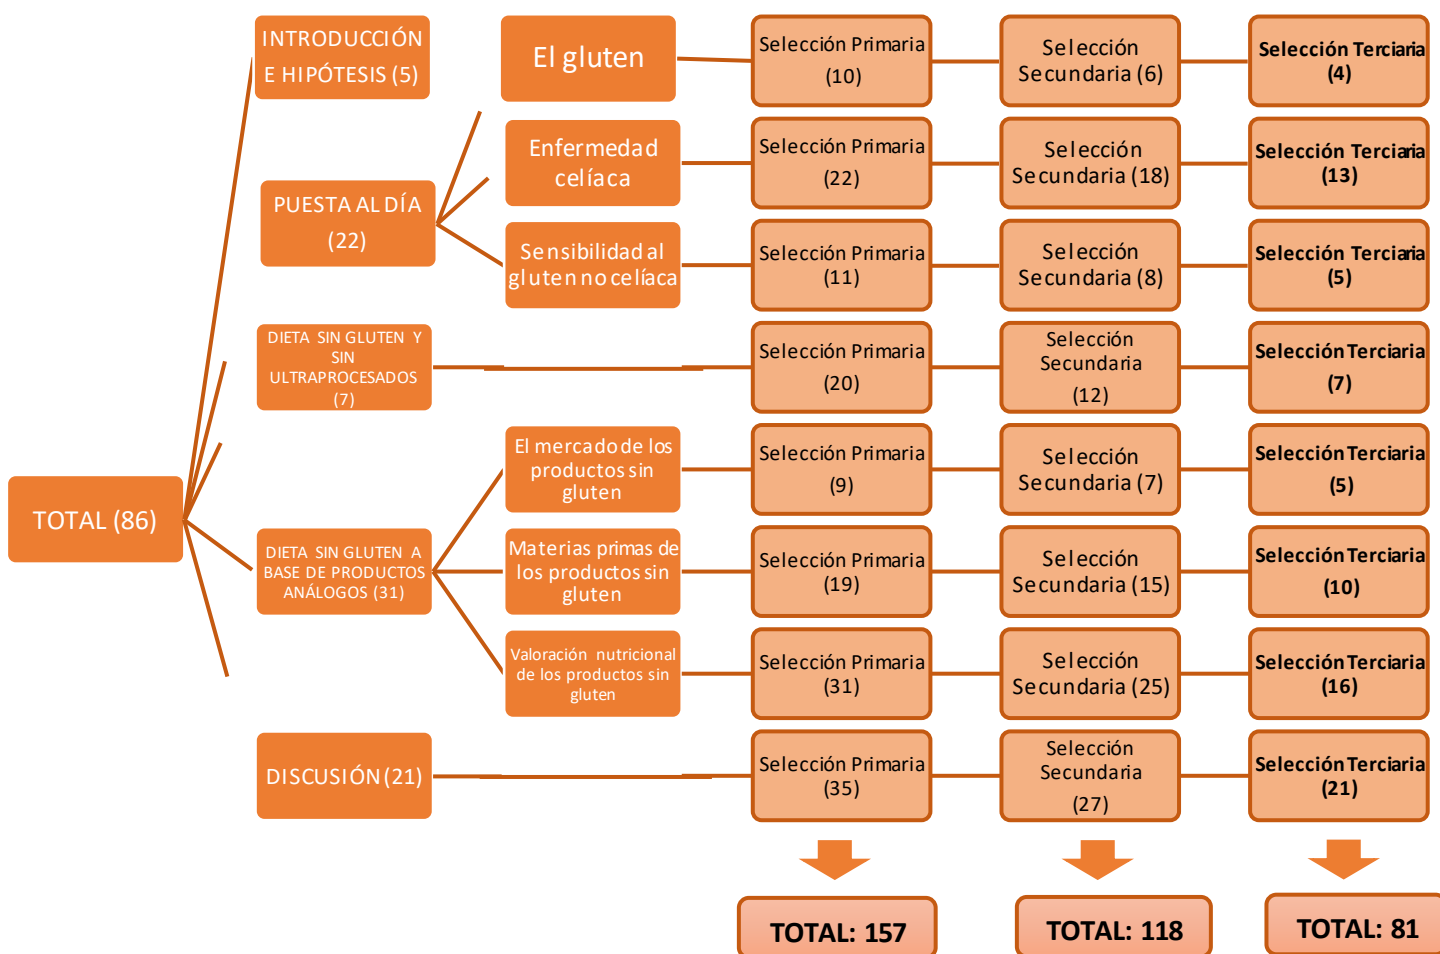 INTRODUCCIÓN
E HIPÓTESIS (5)
El gluten
Selección Primaria
(10)
Selección
Secundaria (6)
Selección Terciaria
(4)
PUESTA AL DÍA
(22)
Enfermedad
celíaca
Selección Primaria
(22)
Selección
Secundaria (18)
Selección Terciaria
(13)
Sensibilidad al
gluten no celíaca
Selección Primaria
(11)
Selección
Secundaria (8)
Selección Terciaria
(5)
DIETA SIN GLUTEN Y
SIN
ULTRAPROCESADOS
(7)
Selección Primaria
(20)
Selección
Secundaria
(12)
Selección Terciaria
(7)
TOTAL (86)
DIETA SIN GLUTEN A
BASE DE PRODUCTOS
ANÁLOGOS (31)
El mercado de los
productos sin
gluten
Selección Primaria
(9)
Selección
Secundaria (7)
Selección Terciaria
(5)
Materias primas de
los productos sin
gluten
Selección Primaria
(19)
Selección
Secundaria (15)
Selección Terciaria
(10)
Valoración nutricional
de los productos sin
gluten
Selección Primaria
(31)
Selección
Secundaria (25)
Selección Terciaria
(16)
DISCUSIÓN (21)
Selección Primaria
(35)
Selección
Secundaria
(27)
Selección Terciaria
(21)
TOTAL: 157
TOTAL: 118
TOTAL: 81